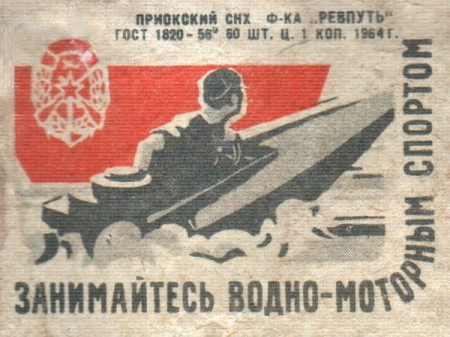 ПРИОКСКИЙ СНХ Ф-КА „РЕВПУТЬ"
ГОСТ 1820-56 60 ШТ. Ц. 1 КОП. 1964 Г.
ЗАНИМАЙТЕСЬ ВОДНО-МОТОРНЫМ СПОРТОМ